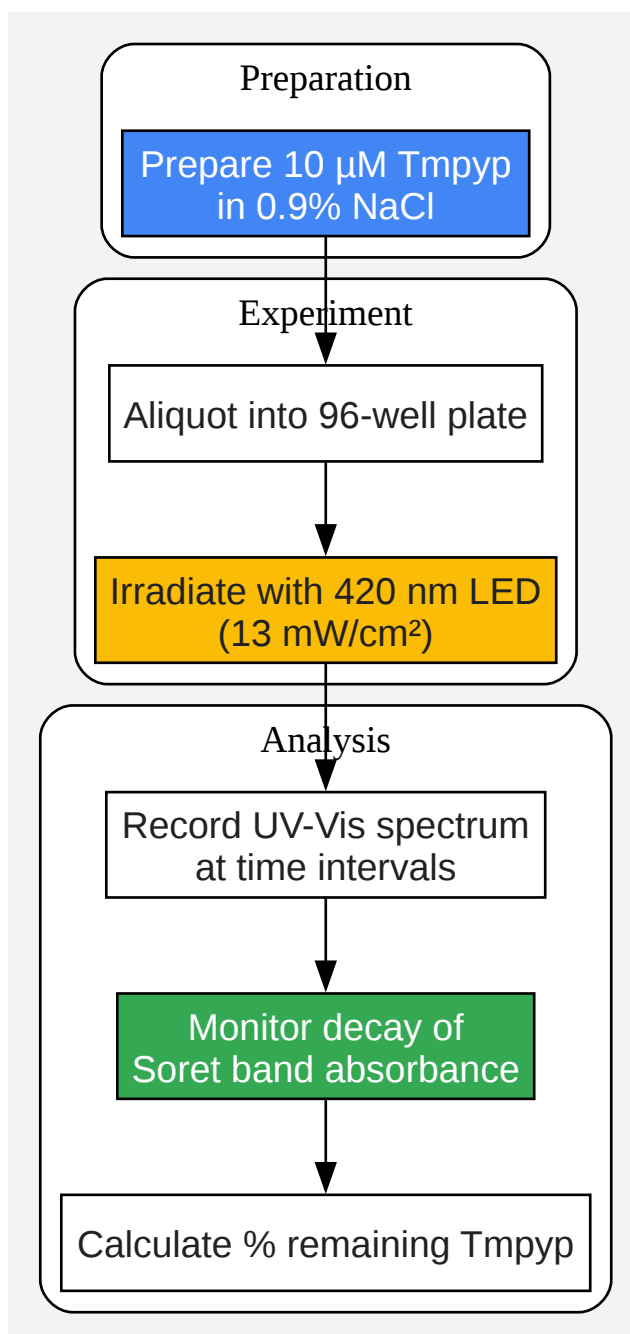 Preparation
Prepare 10 µM Tmpyp
in 0.9% NaCl
Experiment
Aliquot into 96-well plate
Irradiate with 420 nm LED
(13 mW/cm²)
Analysis
Record UV-Vis spectrum
at time intervals
Monitor decay of
Soret band absorbance
Calculate % remaining Tmpyp